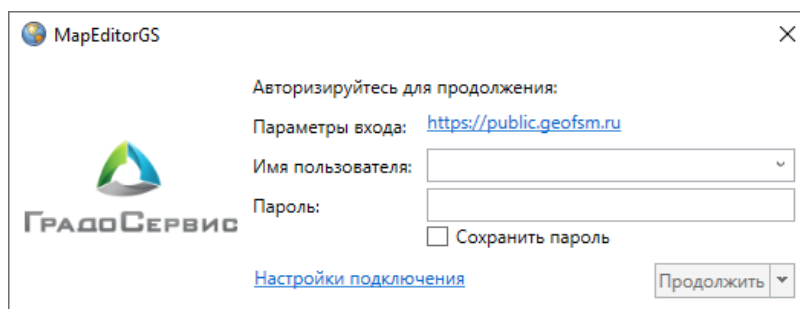 MapEditorGS
Авторизируйтесь для продолжения:
Параметры входа: https://public.geofsm.ru
Имя пользователя:
Пароль:
ГрадоСервис
Сохранить пароль
Настройки подключения
Продолжить